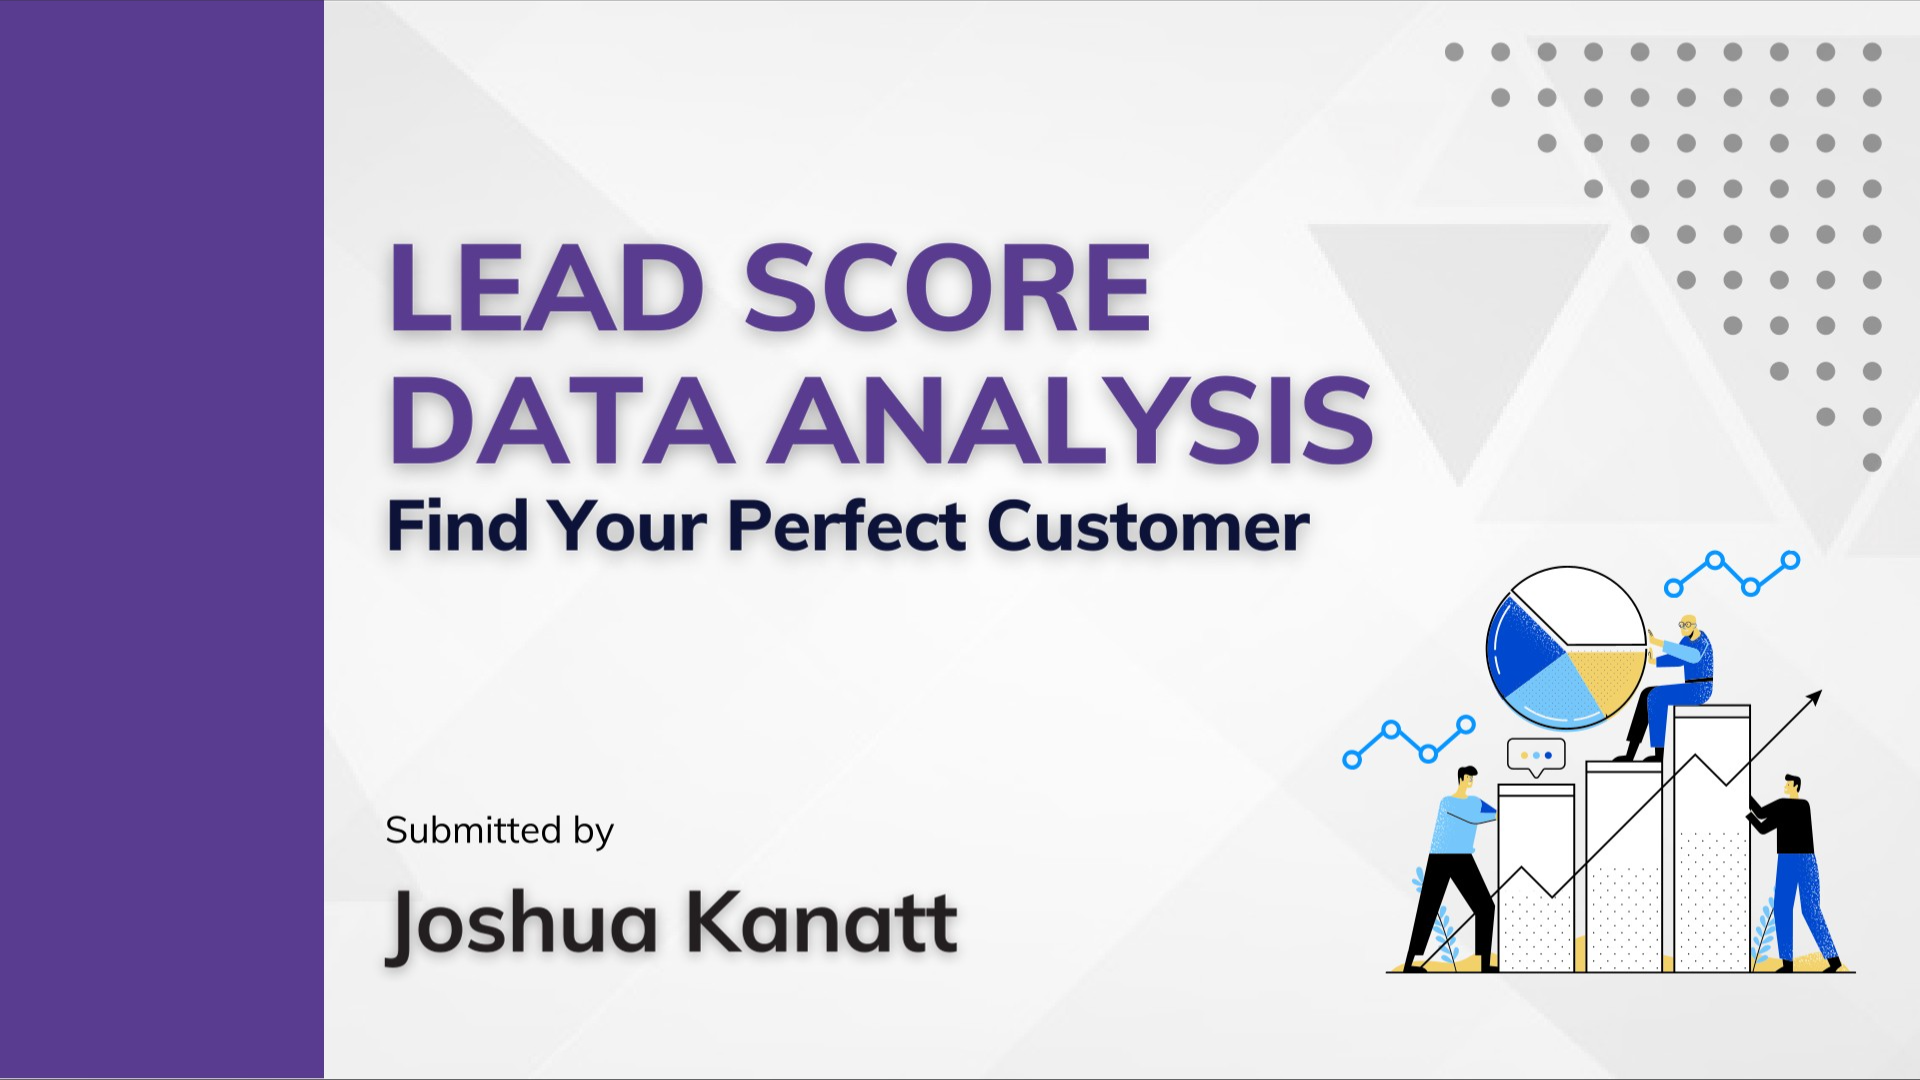 LEAD SCORE
DATA ANALYSIS
Find Your Perfect Customer
Submitted by
Joshua Kanatt